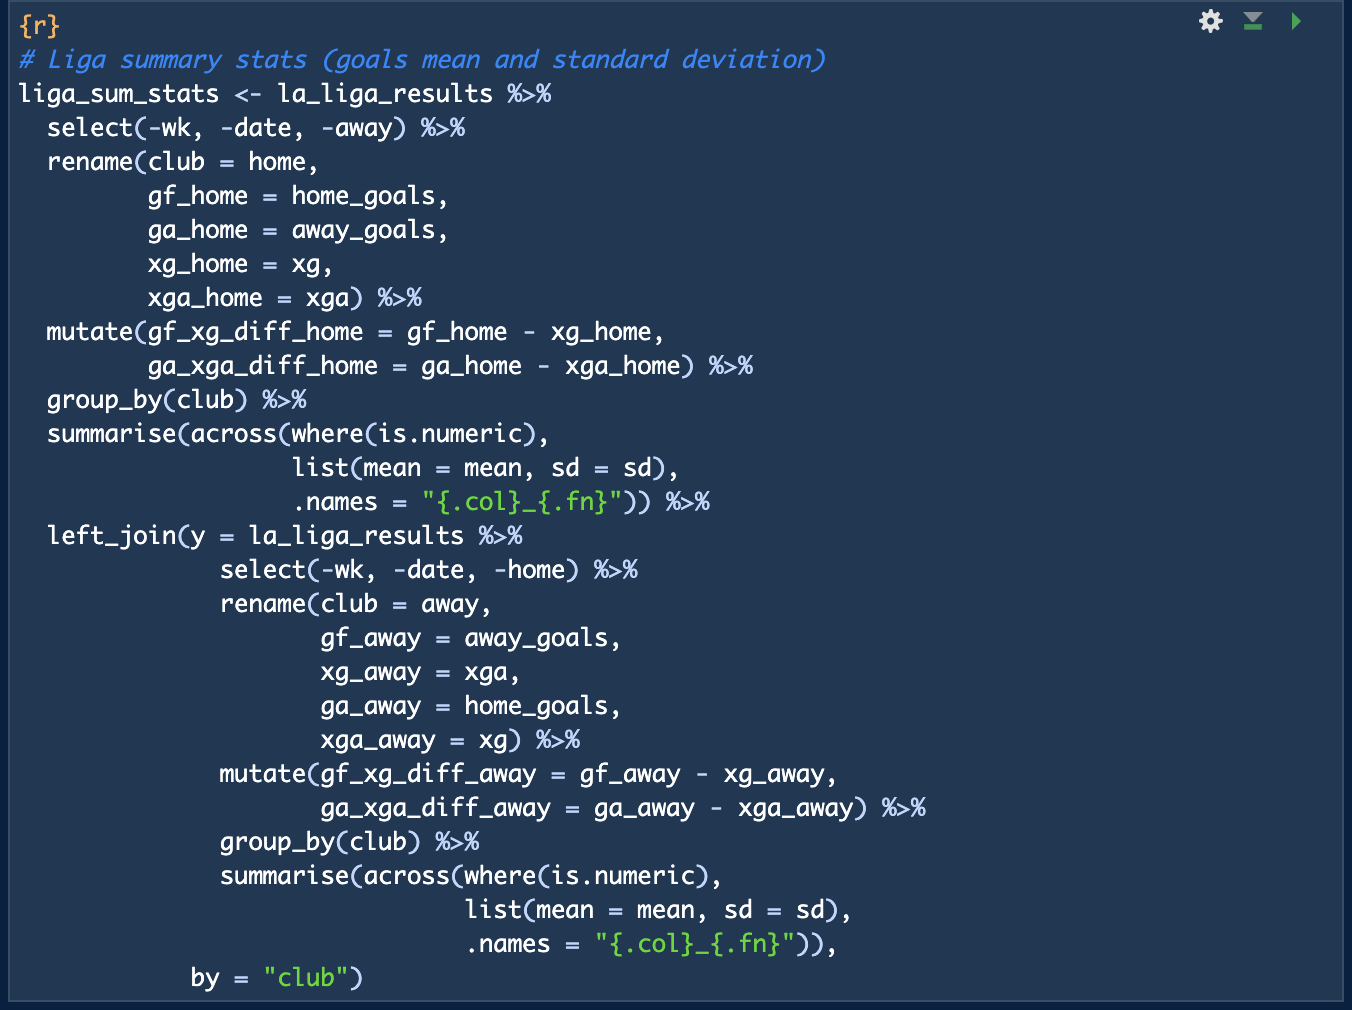 {r}
# Liga summary stats (goals mean and standard deviation)
liga_sum_stats <- la_liga_results %>%
  select(-wk, -date, -away) %>%
  rename(club = home,
         gf_home = home_goals,
         ga_home = away_goals,
         xg_home = xg,
         xga_home = xga) %>%
  mutate(gf_xg_diff_home = gf_home - xg_home,
         ga_xga_diff_home = ga_home - xga_home) %>%
  group_by(club) %>%
  summarise(across(where(is.numeric),
                   list(mean = mean, sd = sd),
                   .names = "{.col}_{.fn}")) %>%
  left_join(y = la_liga_results %>%
              select(-wk, -date, -home) %>%
              rename(club = away,
                     gf_away = away_goals,
                     xg_away = xga,
                     ga_away = home_goals,
                     xga_away = xg) %>%
              mutate(gf_xg_diff_away = gf_away - xg_away,
                     ga_xga_diff_away = ga_away - xga_away) %>%
              group_by(club) %>%
              summarise(across(where(is.numeric),
                               list(mean = mean, sd = sd),
                               .names = "{.col}_{.fn}")),
            by = "club")